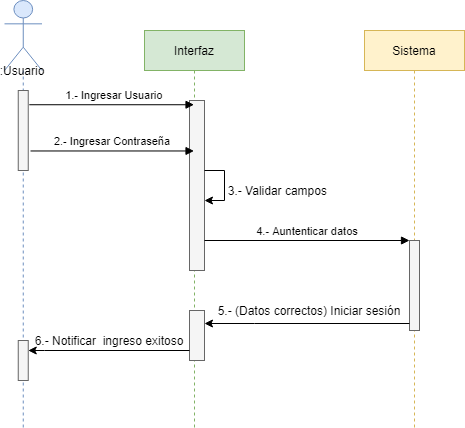 :Usuario
Interfaz
Sistema
1.- Ingresar Usuario
2.- Ingresar Contraseña
3.- Validar campos
4.- Auntenticar datos
5.- (Datos correctos) Iniciar sesión
6.- Notificar ingreso exitoso